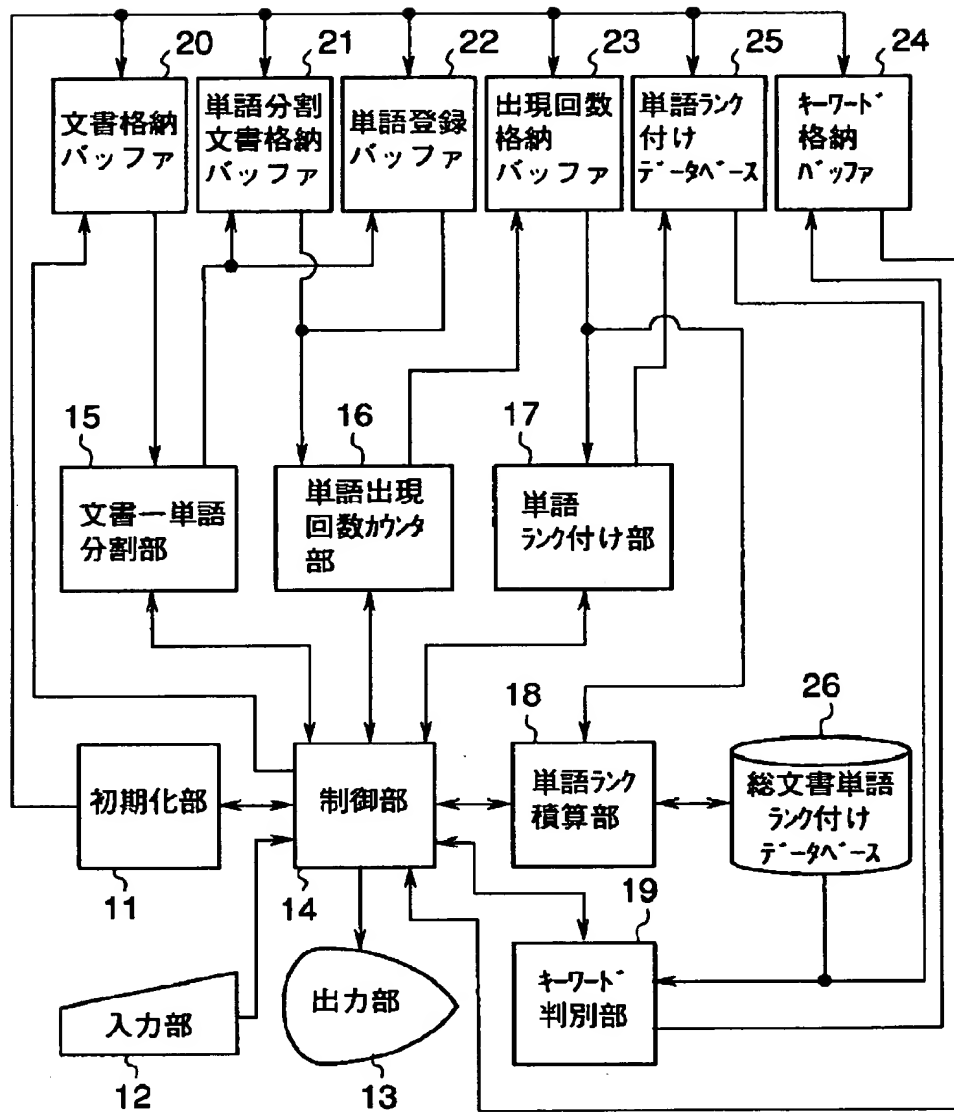 20
21
22
23
25
24
文書格納
バッファ
単語分割
文書格納
バッファ
単語登録
バッファ
出現回数
格納
バッファ
単語ランク
付け
データベース
キーワード
格納
バッファ
15
文書ー単語
分割部
16
単語出現
回数カウンタ
部
17
単語
ランク付け部
18
26
初期化部
制御部
単語ランク
積算部
総文書単語
ランク付け
データベース
11
14
19
入力部
出力部
キーワード
判別部
12
13